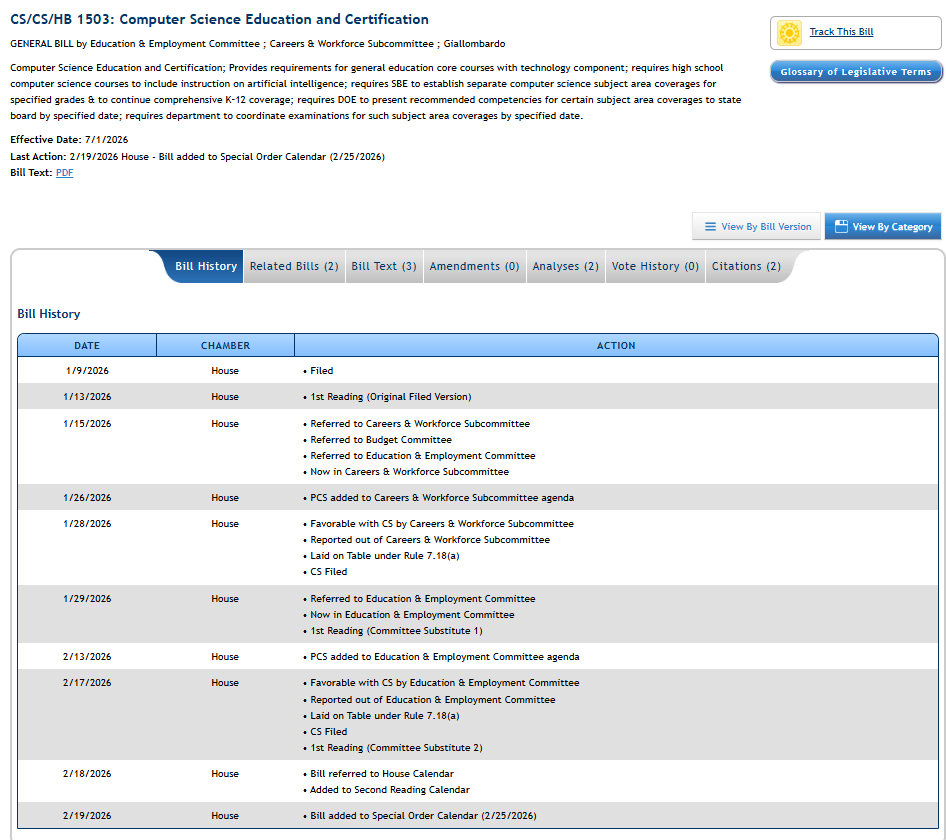 CS/CS/HB 1503: Computer Science Education and Certification
Track This Bill
GENERAL BILL by Education & Employment Committee ; Careers & Workforce Subcommittee ; Giallombardo
Glossary of Legislative Terms
Computer Science Education and Certification; Provides requirements for general education core courses with technology component; requires high school
computer science courses to include instruction on artificial intelligence; requires SBE to establish separate computer science subject area coverages for
specified grades & to continue comprehensive K-12 coverage; requires DOE to present recommended competencies for certain subject area coverages to state
board by specified date; requires department to coordinate examinations for such subject area coverages by specified date.
Effective Date: 7/1/2026
Last Action: 2/19/2026 House - Bill added to Special Order Calendar (2/25/2026)
Bill Text: PDF
View By Bill Version View By Category
Bill History Related Bills (2) Bill Text (3) Amendments (0) Analyses (2) Vote History (0) Citations (2)
Bill History
DATE CHAMBER ACTION
1/9/2026 House • Filed
1/13/2026 House • 1st Reading (Original Filed Version)
1/15/2026 House • Referred to Careers & Workforce Subcommittee
• Referred to Budget Committee
• Referred to Education & Employment Committee
• Now in Careers & Workforce Subcommittee
1/26/2026 House • PCS added to Careers & Workforce Subcommittee agenda
1/28/2026 House • Favorable with CS by Careers & Workforce Subcommittee
• Reported out of Careers & Workforce Subcommittee
• Laid on Table under Rule 7.18(a)
• CS Filed
1/29/2026 House • Referred to Education & Employment Committee
• Now in Education & Employment Committee
• 1st Reading (Committee Substitute 1)
2/13/2026 House • PCS added to Education & Employment Committee agenda
2/17/2026 House • Favorable with CS by Education & Employment Committee
• Reported out of Education & Employment Committee
• Laid on Table under Rule 7.18(a)
• CS Filed
• 1st Reading (Committee Substitute 2)
2/18/2026 House • Bill referred to House Calendar
• Added to Second Reading Calendar
2/19/2026 House • Bill added to Special Order Calendar (2/25/2026)